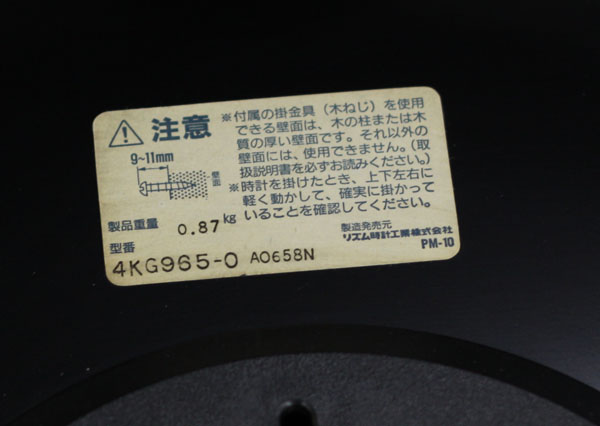 注意
9~11mm
壁面
製品重量 0.87kg
型番
4KG965-0 A0658N
※付属の掛金具(木ねじ)を使用
できる壁面は、木の柱または木
質の厚い壁面です。それ以外の
壁面には、使用できません。(取
扱説明書を必ずお読みください。)
※時計を掛けたとき、上下左右に
軽く動かして、確実に掛かって
いることを確認してください。
製造発売元
リズム時計工業株式会社
PM-10